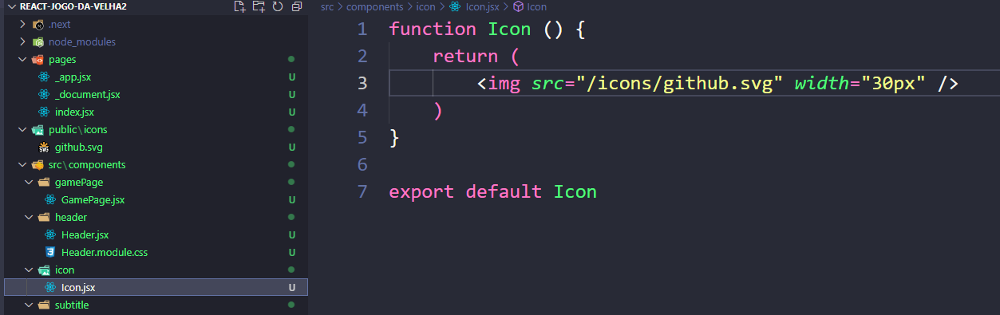 REACT-JOGO-DA-VELHA2
.next
node_modules
pages
_app.jsx U
_document.jsx U
index.jsx U
public\icons
github.svg U
src\components
gamePage
GamePage.jsx U
header
Header.jsx U
Header.module.css U
icon
Icon.jsx U
subtitle
src > components > icon > Icon.jsx > Icon
1 function Icon () {
2 return (
3 <img src="/icons/github.svg" width="30px" />
4 )
5 }
6
7 export default Icon